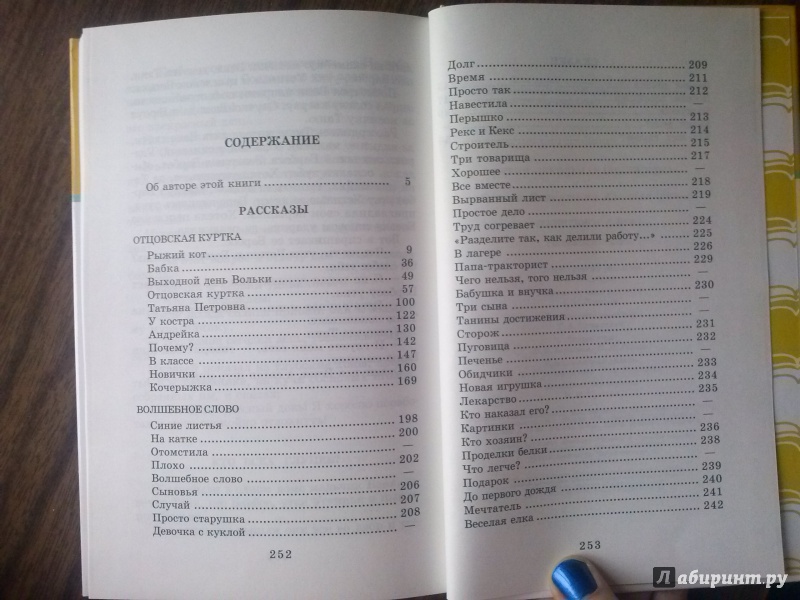 СОДЕРЖАНИЕ
Об авторе этой книги 5
РАССКАЗЫ
ОТЦОВСКАЯ КУРТКА
Рыжий кот 9
Бабка 36
Выходной день Вольки 49
Отцовская куртка 57
Татьяна Петровна 100
У костра 122
Андрейка 130
Почему? 142
В классе 147
Новички 160
Кочерыжка 169
ВОЛШЕБНОЕ СЛОВО
Синие листья 198
На катке 200
Отомстила —
Плохо 202
Волшебное слово —
Сыновья 206
Случай 207
Просто старушка 208
Девочка с куклой —
252
Долг 209
Время 211
Просто так 212
Навестила —
Перышко 213
Рекс и Кекс 214
Строитель 215
Три товарища 217
Хорошее —
Все вместе 218
Вырванный лист 219
Простое дело —
Труд согревает 224
«Разделите так, как делили работу...» 225
В лагере 226
Папа-тракторист 229
Чего нельзя, того нельзя —
Бабушка и внучка 230
Три сына —
Танины достижения —
Сторож 231
Пуговица 232
Печенье —
Обидчики 233
Новая игрушка 234
Лекарство 235
Кто наказал его? —
Картинки 236
Кто хозяин? 238
Проделки белки —
Что легче? 239
Подарок 240
До первого дождя 241
Мечтатель 242
Веселая елка —
253
Лабиринт.ру